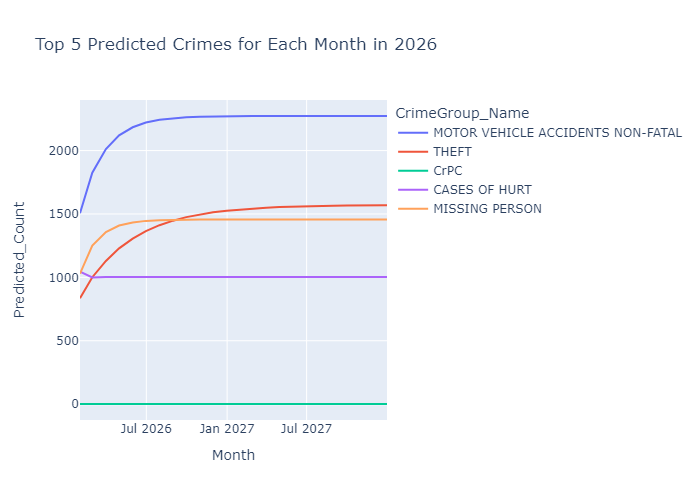 Top 5 Predicted Crimes for Each Month in 2026
CrimeGroup_Name
MOTOR VEHICLE ACCIDENTS NON-FATAL
THEFT
CrPC
CASES OF HURT
MISSING PERSON
Predicted_Count
2000
1500
1000
500
0
Jul 2026
Jan 2027
Jul 2027
Month